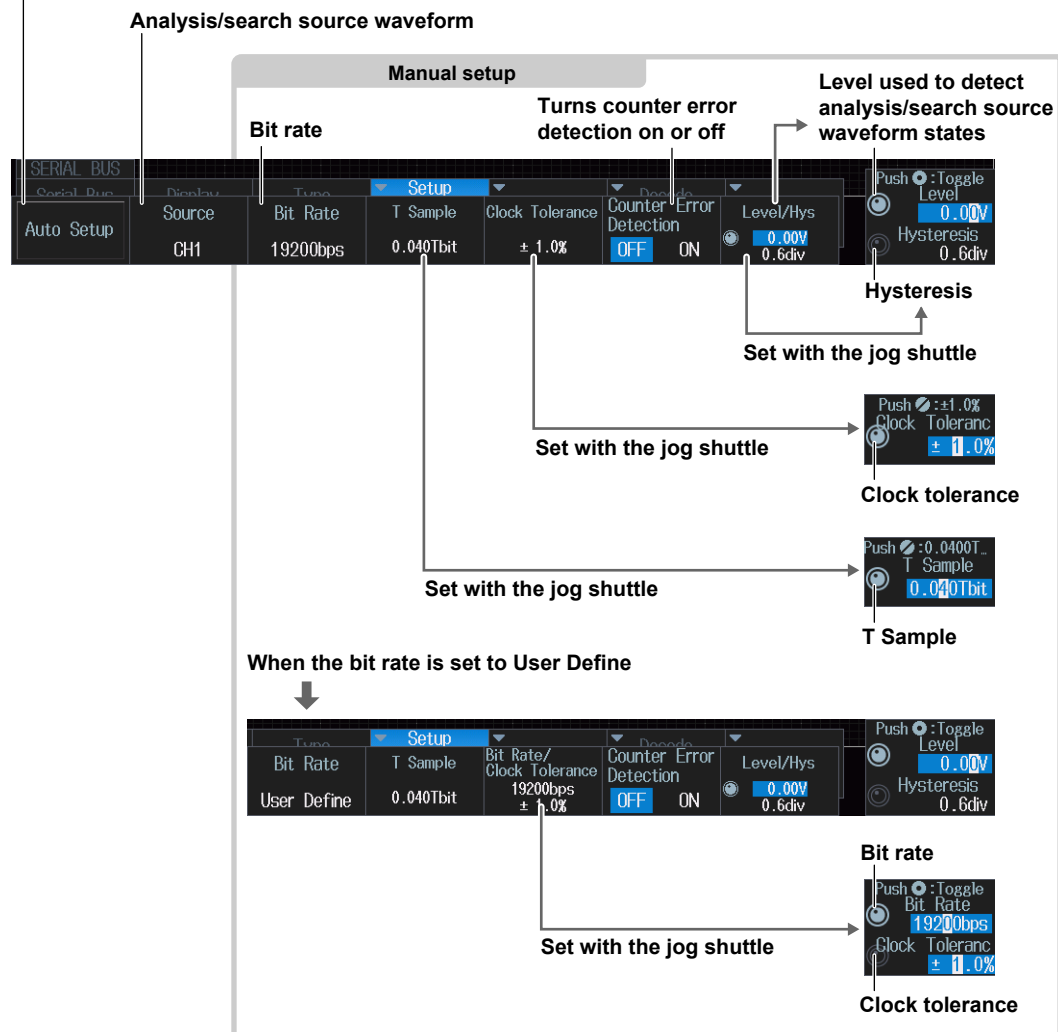 Analysis/search source waveform
Manual setup
Bit rate
Turns counter error
detection on or off
Level used to detect
analysis/search source
waveform states
SERIAL BUS
Serial Bus
Display
Type
Setup
Decode
Auto Setup
Source
CH1
Bit Rate
19200bps
T Sample
0.040Tbit
Clock Tolerance
± 1.0%
Counter Error
Detection
OFF ON
Level/Hys
0.00V
0.6div
Push :Toggle
Level
0.00V
Hysteresis
0.6div
Hysteresis
Set with the jog shuttle
Push :±1.0%
Clock Toleranc
± 1.0%
Set with the jog shuttle
Clock tolerance
Push :0.0400T…
T Sample
0.040Tbit
Set with the jog shuttle
T Sample
When the bit rate is set to User Define
Type
Setup
Decode
Bit Rate
User Define
T Sample
0.040Tbit
Bit Rate/
Clock Tolerance
19200bps
± 1.0%
Counter Error
Detection
OFF ON
Level/Hys
0.00V
0.6div
Push :Toggle
Level
0.00V
Hysteresis
0.6div
Bit rate
Push :Toggle
Bit Rate
19200bps
Clock Toleranc
± 1.0%
Set with the jog shuttle
Clock tolerance